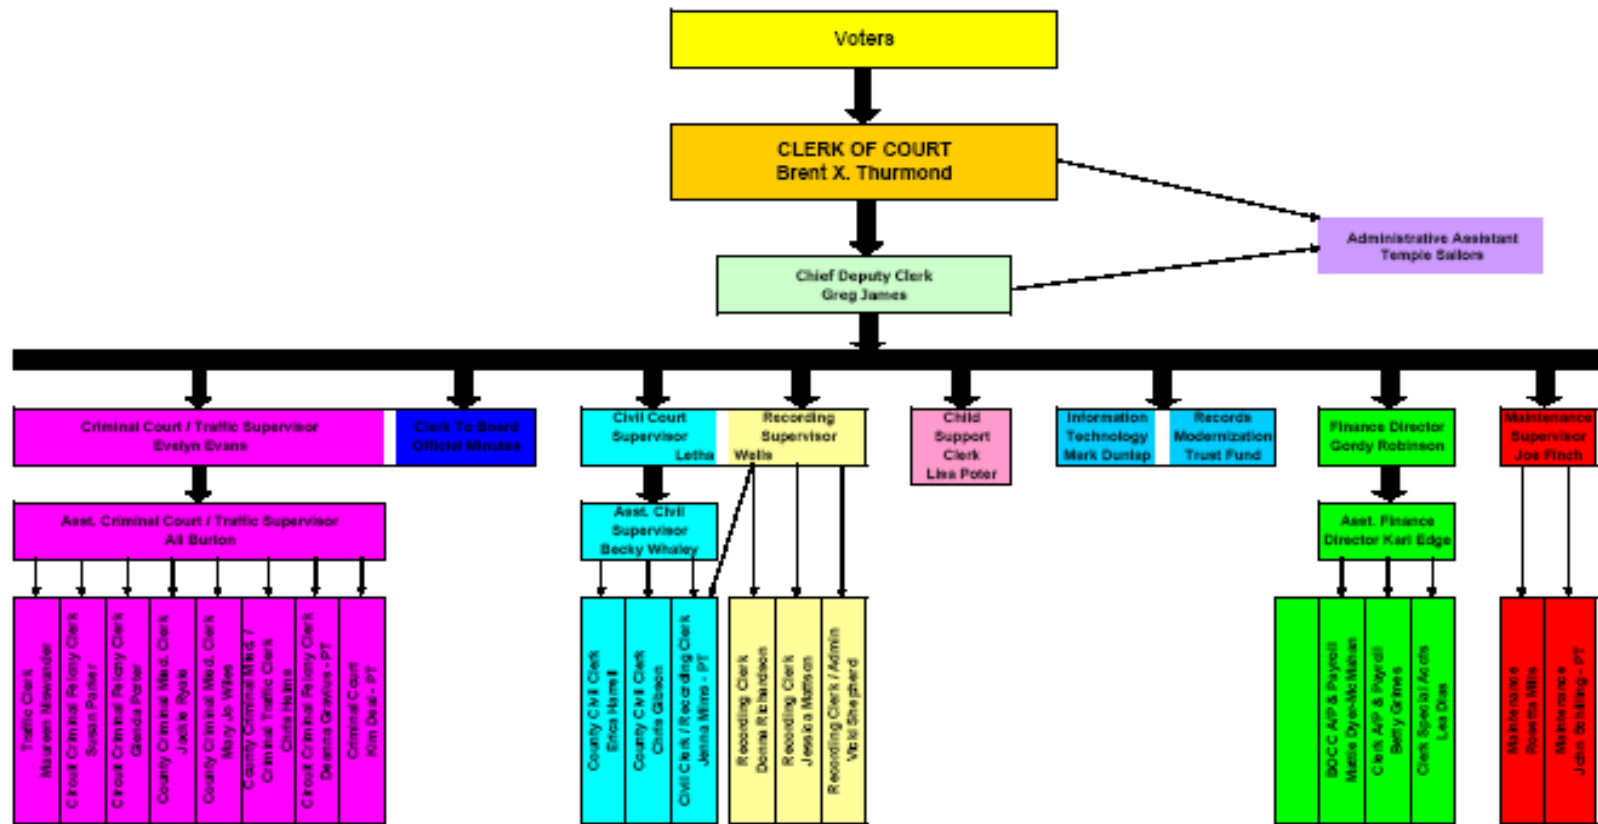 Voters
CLERK OF COURT
Brent X. Thurmond
Administrative Assistant
Temple Sailors
Chief Deputy Clerk
Greg James
Criminal Court / Traffic Supervisor
Evelyn Evans
Clerk To Board
Official Minutes
Civil Court
Supervisor
Letha
Recording
Supervisor
Wells
Child
Support
Clerk
Lisa Poter
Information
Technology
Mark Dunlap
Records
Modernization
Trust Fund
Finance Director
Gordy Robinson
Maintenance
Supervisor
Joe Finch
Asst. Criminal Court / Traffic Supervisor
Ali Burton
Asst. Civil
Supervisor
Becky Whaley
Asst. Finance
Director Karl Edge
Traffic Clerk
Maureen
Circuit Criminal Felony Clerk
Susan Parker
Circuit Criminal Felony Clerk
Glenda Porter
County Criminal Misd. Clerk
Jackie
County Criminal Misd. Clerk
Mary Jo Wiles
County Criminal Misd. /
Criminal Traffic Clerk
Chris Helms
Circuit Criminal Felony Clerk
Deanna - PT
Criminal Court
Kim Deal - PT
County Civil Clerk
Erica Harrell
County Civil Clerk
Chris Gibson
Civil Clerk / Recording Clerk
Jenna Mims - PT
Recording Clerk
Donna Richardson
Recording Clerk
Jessica Mattson
Recording Clerk / Admin
Vicki Shepherd
BOCC A/P & Payroll
Mattie Dyer-McMahan
Clerk A/P & Payroll
Betty Grimes
Clerk Special Accts
Lea Dias
Maintenance
Rosetta Mills
Maintenance
John Schilling - PT